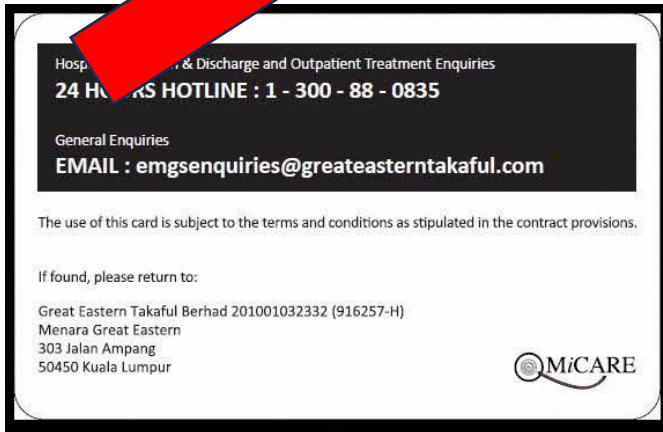 & Discharge and Outpatient Treatment Enquiries
24 HOURS HOTLINE : 1 - 300 - 88 - 0835
General Enquiries
EMAIL : emgsenquiries@greateasterntakaful.com
The use of this card is subject to the terms and conditions as stipulated in the contract provisions.
If found, please return to:
Great Eastern Takaful Berhad 201001032332 (916257-H)
Menara Great Eastern
303 Jalan Ampang
50450 Kuala Lumpur
MiCARE